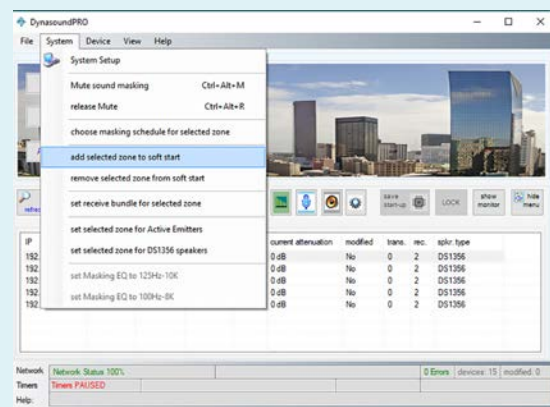 DynasoundPRO
File System Device View Help
System Setup
Mute sound masking Ctrl-Alt-M
release Mute Ctrl-Alt-R
choose masking schedule for selected zone
add selected zone to soft start
remove selected zone from soft start
set receive bundle for selected zone
set selected zone for Active Emitters
set selected zone for DS1356 speakers
set Masking EQ to 125Hz-10K
set Masking EQ to 100Hz-8K
save start-up LOCK show monitor hide menu
IP current attenuation modified trans. rec. spkr. type
192 0 dB No 0 2 DS1356
192 0 dB No 0 2 DS1356
192 0 dB No 0 2 DS1356
192 0 dB No 0 2 DS1356
192 0 dB No 0 2 DS1356
Network Network Status 100% 0 Errors devices: 15 modified: 0
Timers Timers PAUSED
Help: